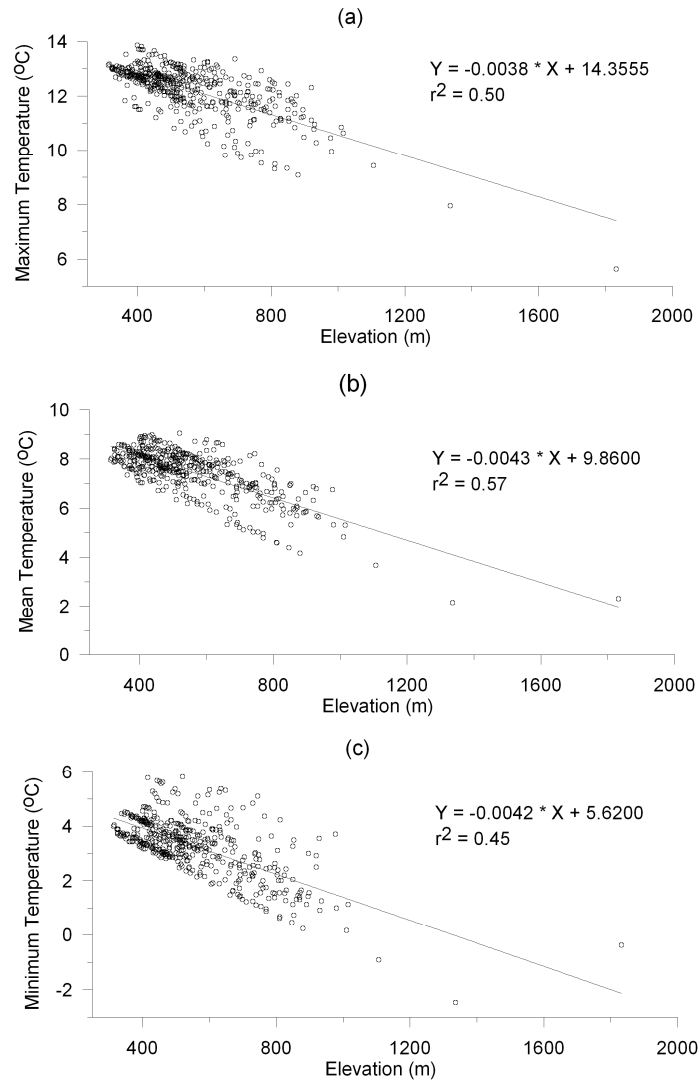 (a)
Maximum Temperature (ºC)
14
12
10
8
6
Y = -0.0038 * X + 14.3555
r2 = 0.50
400 800 1200 1600 2000
Elevation (m)
(b)
Mean Temperature (ºC)
10
8
6
4
2
0
Y = -0.0043 * X + 9.8600
r2 = 0.57
400 800 1200 1600 2000
Elevation (m)
(c)
Minimum Temperature (ºC)
6
4
2
0
-2
Y = -0.0042 * X + 5.6200
r2 = 0.45
400 800 1200 1600 2000
Elevation (m)